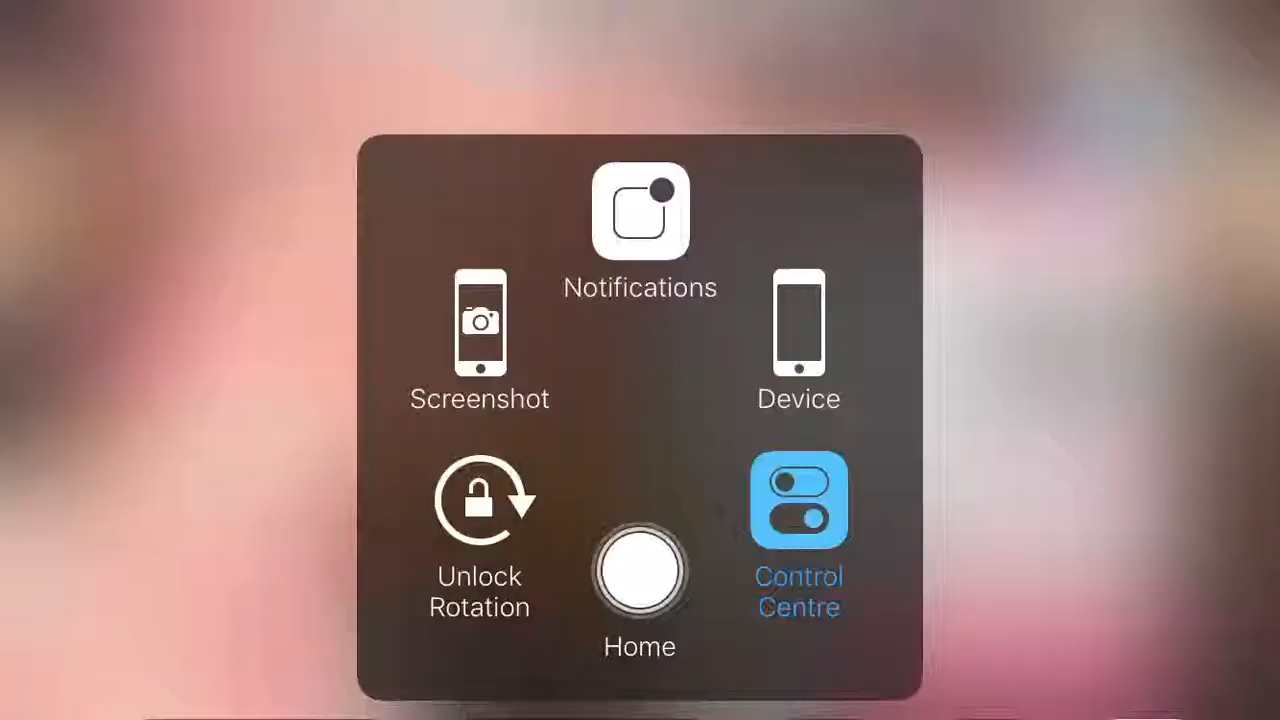 Notifications
Screenshot
Device
Unlock
Rotation
Control
Centre
Home